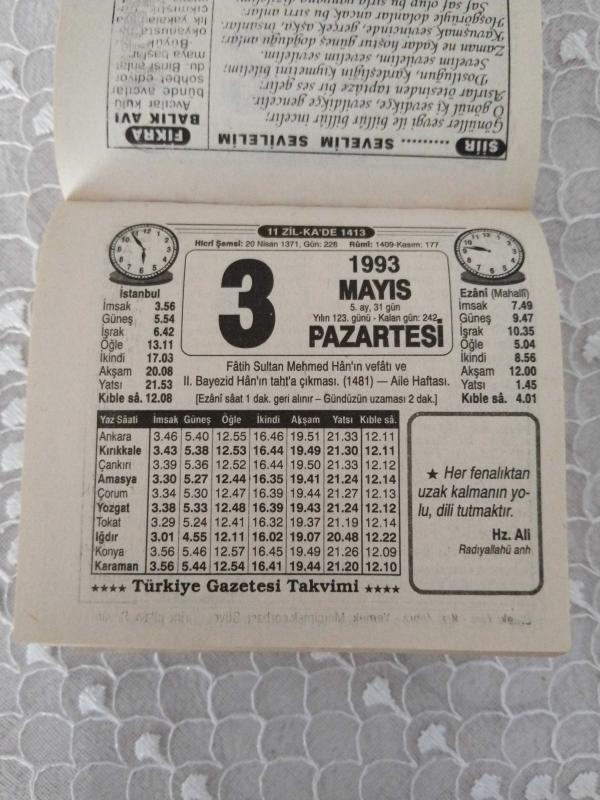 Gönüller sevgi ile büllûr büllûr incelir;
O gönül ki sevdikçe, sevildikçe gencelir.
Asırlar ötesinden taptaze bir ses gelir:
Dostluğun, kardeşliğin kıymetini bilelim;
Sevelim sevilelim, sevelim sevilelim.
Zaman ne kadar hoştur güneş doğduğu anlar;
Kavuşmak sevincinde, gerçek aşka, insanlar.
Hoşgörüyle dolanlar ancak bu sırrı anlar.
ŞİİR ........ SEVELİM SEVİLELİM
FIKRA
BALIK AVI
Avcılar kulü
bünde avcılar
sohbet ediyor
du. Birisi anlat
maya başladı
Büyük
okyanusta
11 ZİL-KA'DE 1413
Hicrî Şemsî: 20 Nisan 1371, Gün: 226 Rûmî: 1409-Kasım: 177
3
1993
MAYIS
5. ay, 31 gün
Yılın 123. günü - Kalan gün: 242
PAZARTESİ
İstanbul
İmsak 3.56
Güneş 5.54
İşrak 6.42
Öğle 13.11
İkindi 17.03
Akşam 20.08
Yatsı 21.53
Kıble sâ. 12.08
Ezânî (Mahallî)
İmsak 7.49
Güneş 9.47
İşrak 10.35
Öğle 5.04
İkindi 8.56
Akşam 12.00
Yatsı 1.45
Kıble sâ. 4.01
Fâtih Sultan Mehmed Hân'ın vefâtı ve
II. Bayezid Hân'ın taht'a çıkması. (1481) — Aile Haftası.
[Ezânî sâat 1 dak. geri alınır – Gündüzün uzaması 2 dak.]
Yaz Sâati İmsak Güneş Öğle İkindi Akşam Yatsı Kıble sâ.
Ankara 3.46 5.40 12.55 16.46 19.51 21.33 12.11
Kırıkkale 3.43 5.38 12.53 16.44 19.49 21.30 12.11
Çankırı 3.39 5.36 12.52 16.44 19.50 21.33 12.12
Amasya 3.30 5.27 12.44 16.35 19.41 21.24 12.14
Çorum 3.34 5.30 12.47 16.39 19.44 21.27 12.13
Yozgat 3.38 5.33 12.48 16.39 19.43 21.24 12.12
Tokat 3.29 5.24 12.41 16.32 19.37 21.19 12.14
Iğdır 3.01 4.55 12.11 16.02 19.07 20.48 12.22
Konya 3.56 5.46 12.57 16.45 19.49 21.26 12.09
Karaman 3.56 5.44 12.54 16.41 19.44 21.20 12.10
★★★★ Türkiye Gazetesi Takvimi ★★★★
★ Her fenalıktan
uzak kalmanın yo-
lu, dili tutmaktır.
Hz. Ali
Radıyallahü anh